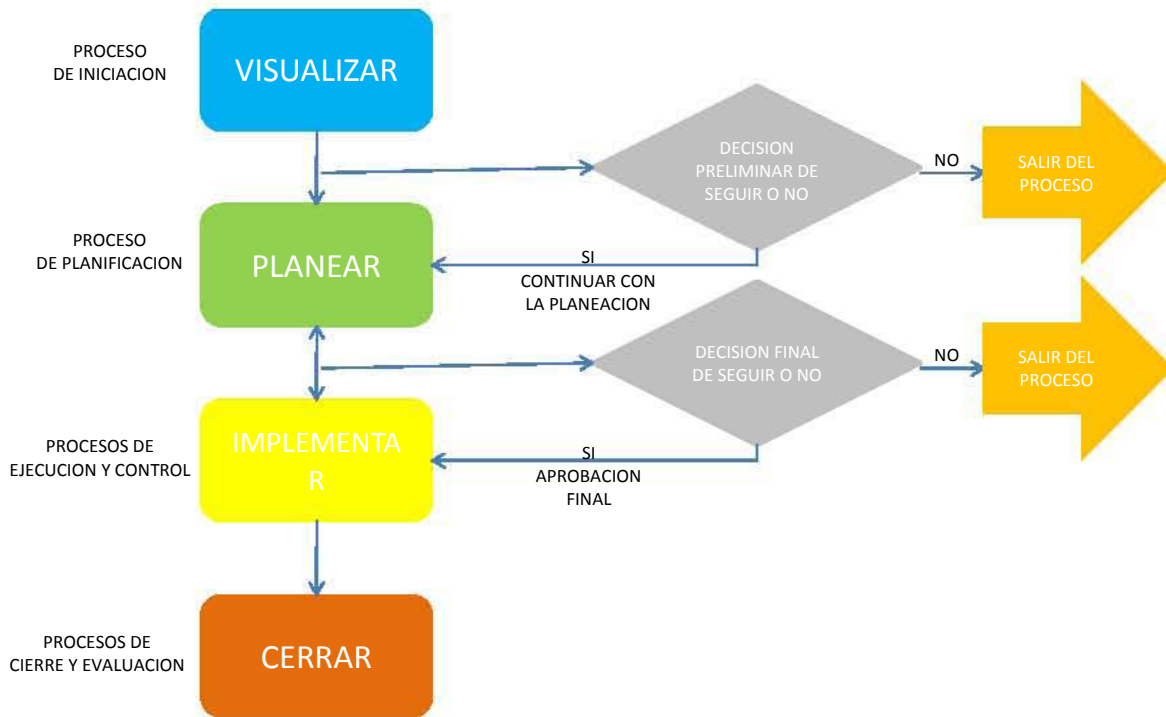 PROCESO
DE INICIACION
VISUALIZAR
DECISION
PRELIMINAR DE
SEGUIR O NO
NO
SALIR DEL
PROCESO
PROCESO
DE PLANIFICACION
PLANEAR
SI
CONTINUAR CON
LA PLANEACION
DECISION FINAL
DE SEGUIR O NO
NO
SALIR DEL
PROCESO
PROCESOS DE
EJECUCION Y CONTROL
IMPLEMENTA
R
SI
APROBACION
FINAL
PROCESOS DE
CIERRE Y EVALUACION
CERRAR